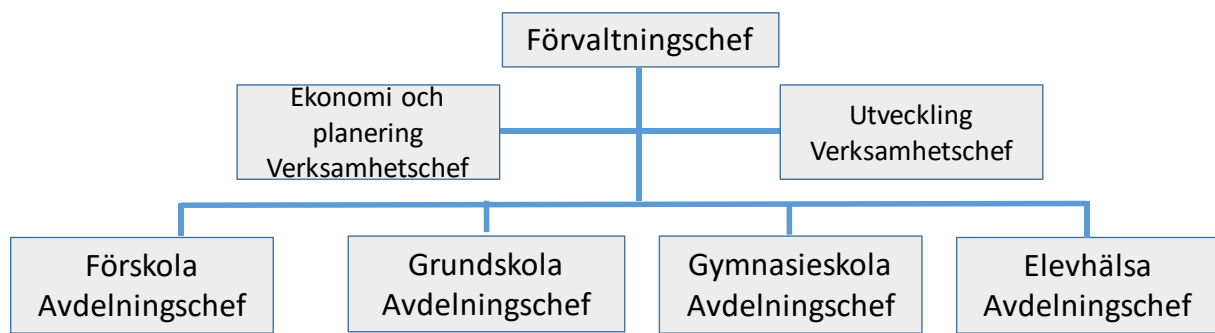 Förvaltningschef
Ekonomi och
planering
Verksamhetschef
Utveckling
Verksamhetschef
Förskola
Avdelningschef
Grundskola
Avdelningschef
Gymnasieskola
Avdelningschef
Elevhälsa
Avdelningschef